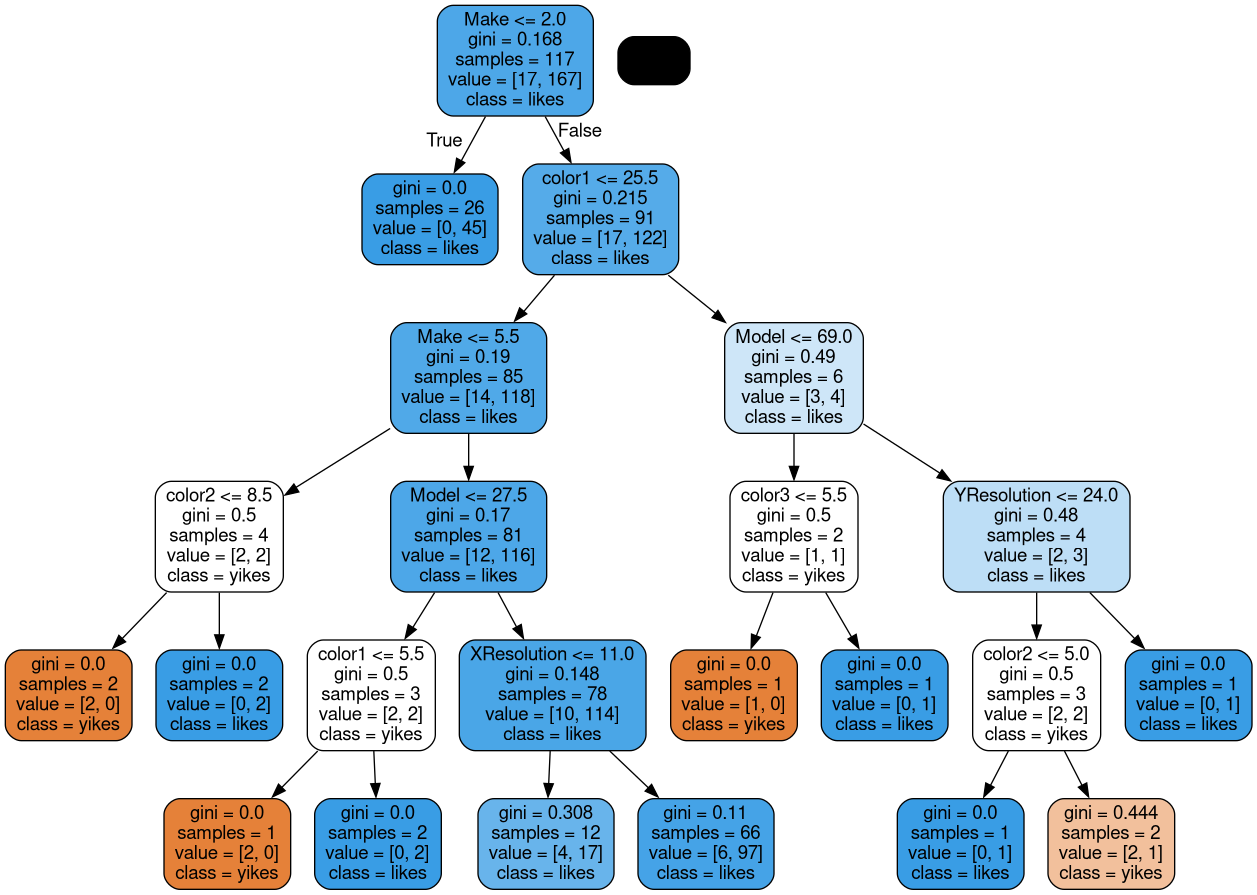 Make <= 2.0
gini = 0.168
samples = 117
value = [17, 167]
class = likes
True
False
gini = 0.0
samples = 26
value = [0, 45]
class = likes
color1 <= 25.5
gini = 0.215
samples = 91
value = [17, 122]
class = likes
Make <= 5.5
gini = 0.19
samples = 85
value = [14, 118]
class = likes
Model <= 69.0
gini = 0.49
samples = 6
value = [3, 4]
class = likes
color2 <= 8.5
gini = 0.5
samples = 4
value = [2, 2]
class = yikes
Model <= 27.5
gini = 0.17
samples = 81
value = [12, 116]
class = likes
color3 <= 5.5
gini = 0.5
samples = 2
value = [1, 1]
class = yikes
YResolution <= 24.0
gini = 0.48
samples = 4
value = [2, 3]
class = likes
gini = 0.0
samples = 2
value = [2, 0]
class = yikes
gini = 0.0
samples = 2
value = [0, 2]
class = likes
color1 <= 5.5
gini = 0.5
samples = 3
value = [2, 2]
class = yikes
XResolution <= 11.0
gini = 0.148
samples = 78
value = [10, 114]
class = likes
gini = 0.0
samples = 1
value = [1, 0]
class = yikes
gini = 0.0
samples = 1
value = [0, 1]
class = likes
color2 <= 5.0
gini = 0.5
samples = 3
value = [2, 2]
class = yikes
gini = 0.0
samples = 1
value = [0, 1]
class = likes
gini = 0.0
samples = 1
value = [2, 0]
class = yikes
gini = 0.0
samples = 2
value = [0, 2]
class = likes
gini = 0.308
samples = 12
value = [4, 17]
class = likes
gini = 0.11
samples = 66
value = [6, 97]
class = likes
gini = 0.0
samples = 1
value = [0, 1]
class = likes
gini = 0.444
samples = 2
value = [2, 1]
class = yikes